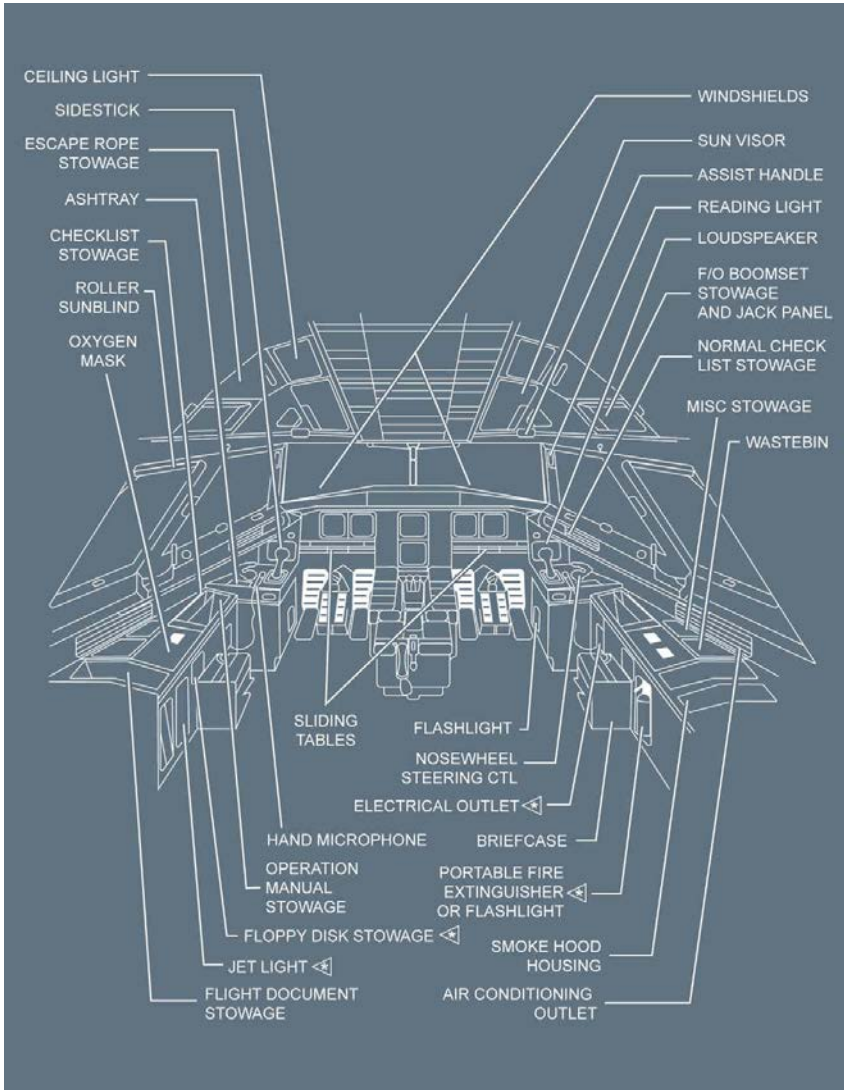 CEILING LIGHT
SIDESTICK
ESCAPE ROPE
STOWAGE
ASHTRAY
CHECKLIST
STOWAGE
ROLLER
SUNBLIND
OXYGEN
MASK
WINDSHIELDS
SUN VISOR
ASSIST HANDLE
READING LIGHT
LOUDSPEAKER
F/O BOOMSET
STOWAGE
AND JACK PANEL
NORMAL CHECK
LIST STOWAGE
MISC STOWAGE
WASTEBIN
SLIDING
TABLES
HAND MICROPHONE
OPERATION
MANUAL
STOWAGE
FLOPPY DISK STOWAGE
JET LIGHT
FLIGHT DOCUMENT
STOWAGE
FLASHLIGHT
NOSEWHEEL
STEERING CTL
ELECTRICAL OUTLET
BRIEFCASE
PORTABLE FIRE
EXTINGUISHER
OR FLASHLIGHT
SMOKE HOOD
HOUSING
AIR CONDITIONING
OUTLET